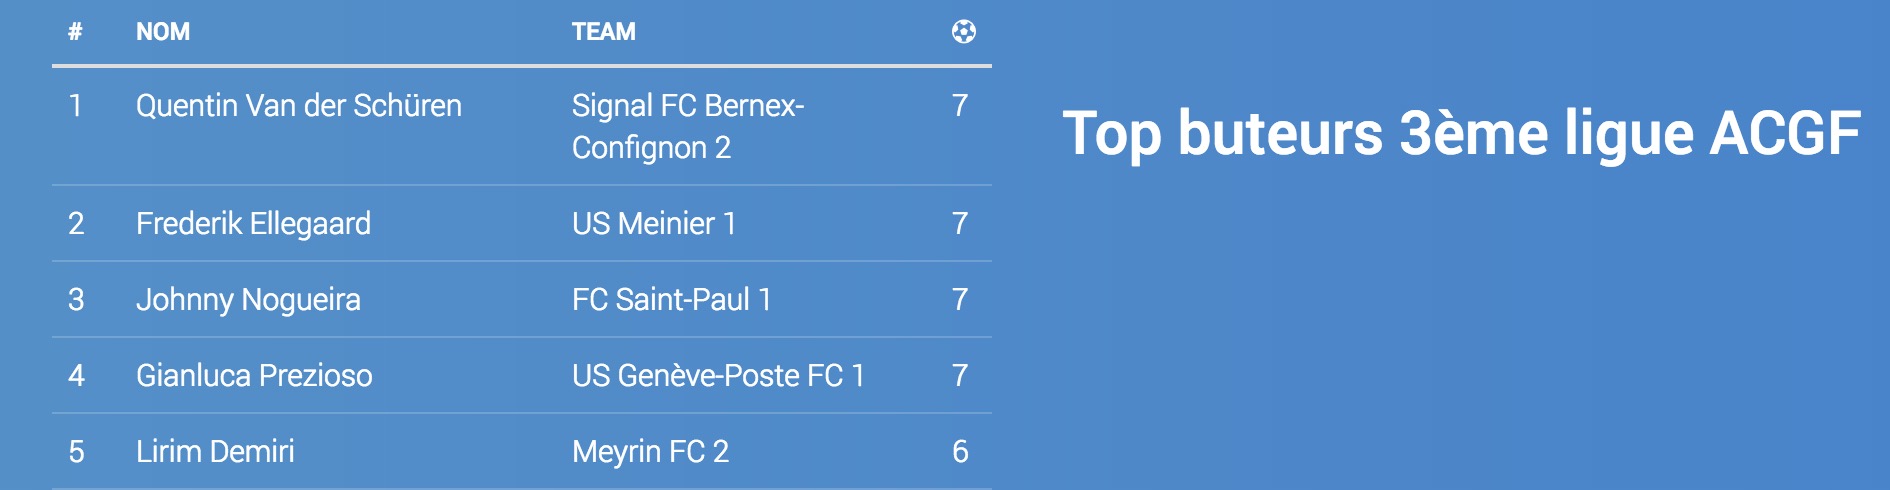 # NOM TEAM
1 Quentin Van der Schüren Signal FC Bernex- 7
Confignon 2
2 Frederik Ellegaard US Meinier 1 7
3 Johnny Nogueira FC Saint-Paul 1 7
4 Gianluca Prezioso US Genève-Poste FC 1 7
5 Lirim Demiri Meyrin FC 2 6
Top buteurs 3ème ligue ACGF